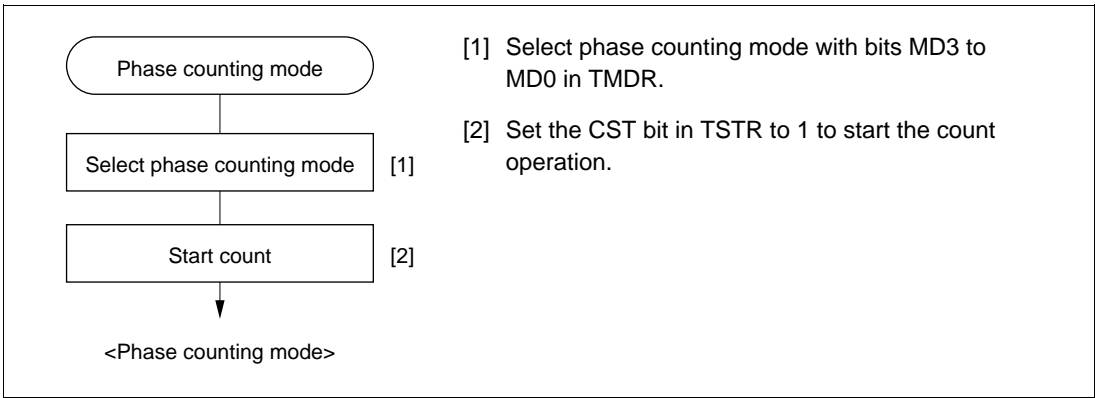 Phase counting mode
Select phase counting mode [1]
Start count [2]
<Phase counting mode>
[1] Select phase counting mode with bits MD3 to
MD0 in TMDR.
[2] Set the CST bit in TSTR to 1 to start the count
operation.